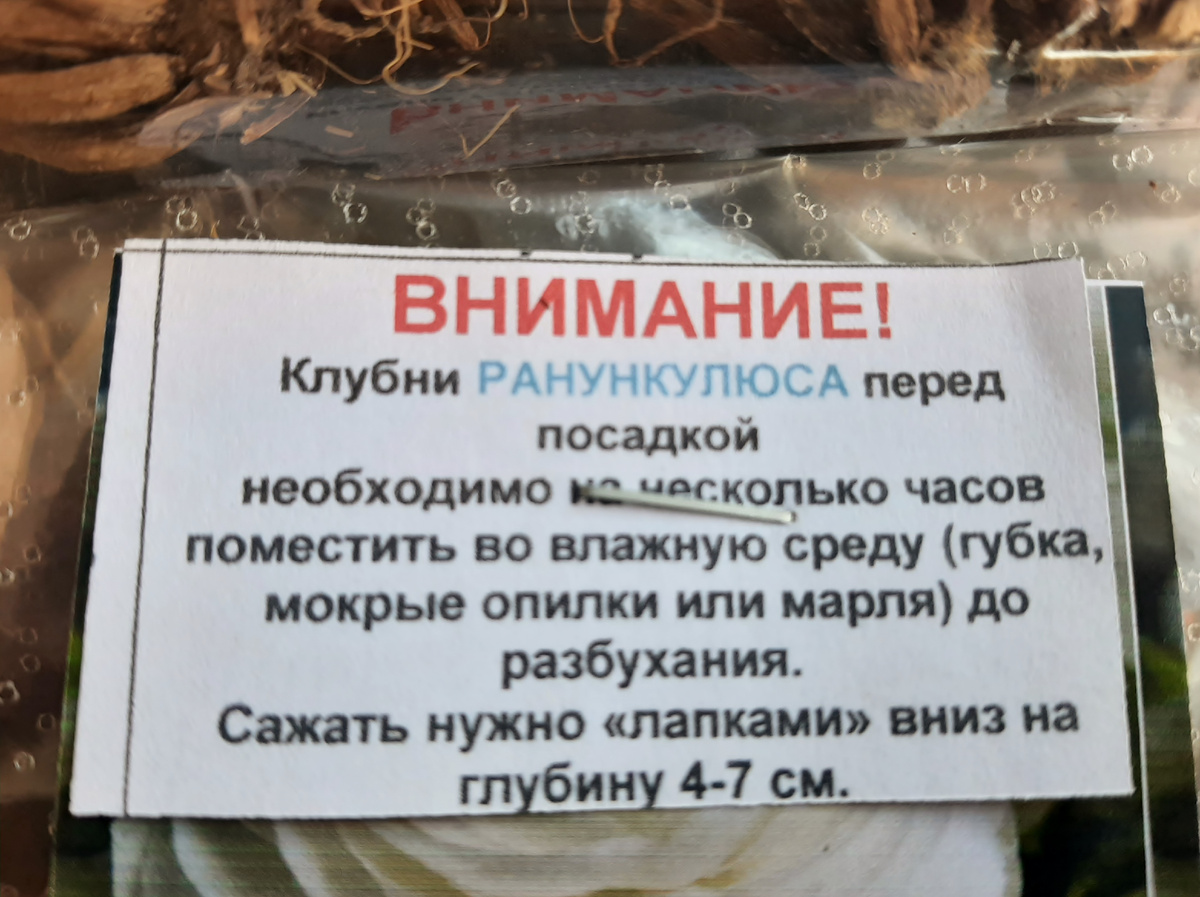 ВНИМАНИЕ!
Клубни РАНУНКУЛЮСА перед
посадкой
необходимо на несколько часов
поместить во влажную среду (губка,
мокрые опилки или марля) до
разбухания.
Сажать нужно «лапками» вниз на
глубину 4-7 см.